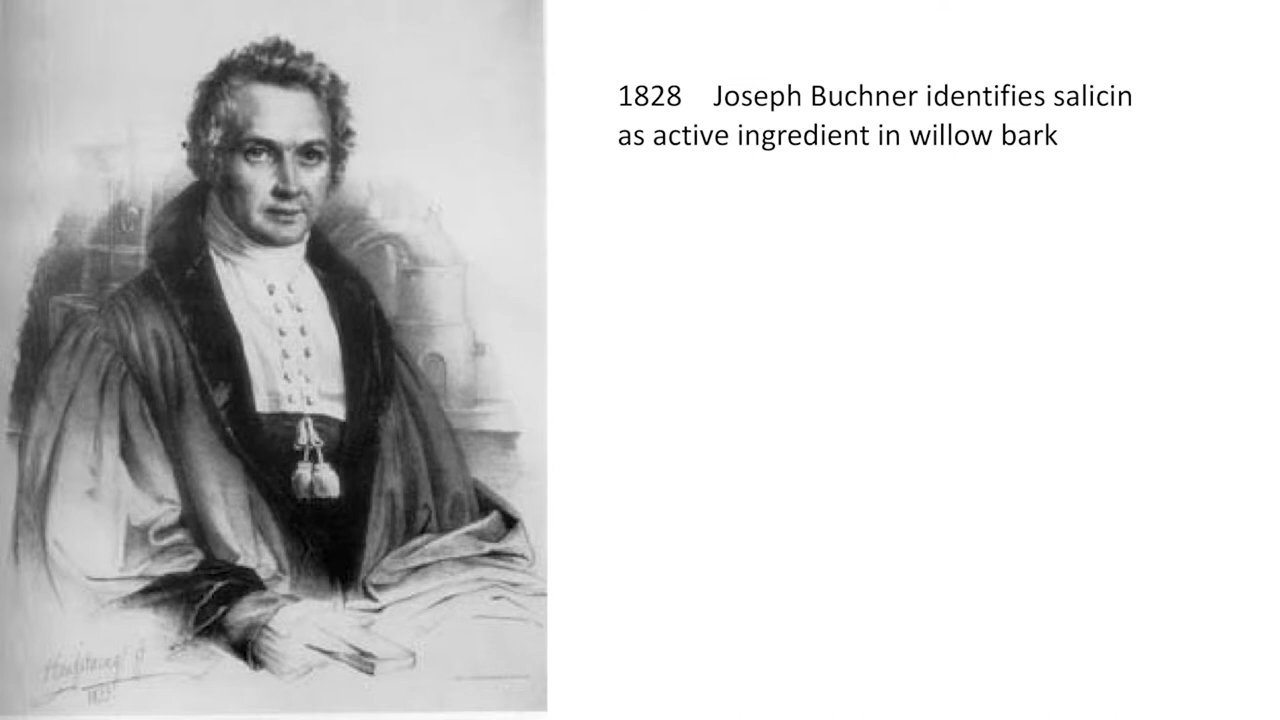 1828 Joseph Buchner identifies salicin
as active ingredient in willow bark